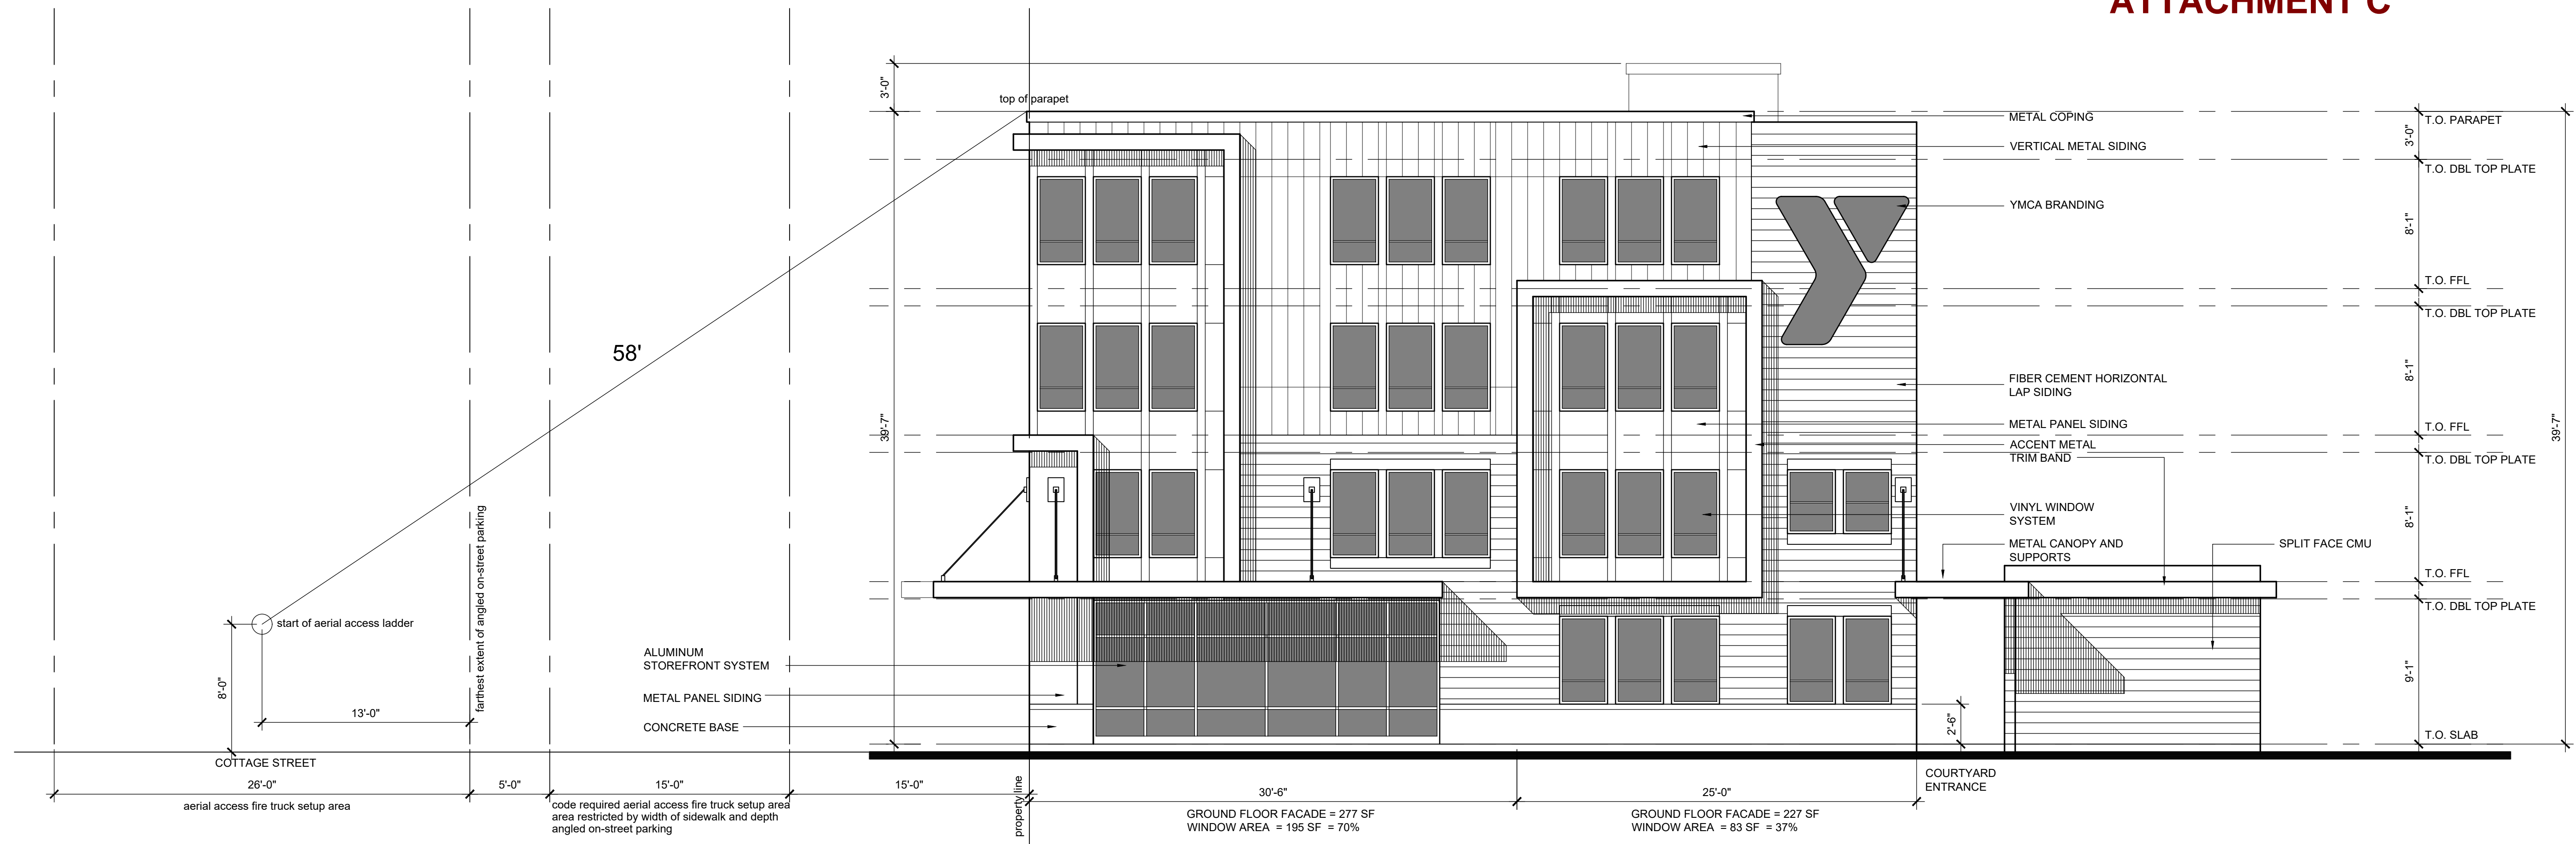 ATTACHMENT C
3'-0"
top of parapet
METAL COPING
T.O. PARAPET
VERTICAL METAL SIDING
3'-0"
T.O. DBL TOP PLATE
YMCA BRANDING
8'-1"
T.O. FFL
T.O. DBL TOP PLATE
58'
FIBER CEMENT HORIZONTAL
LAP SIDING
8'-1"
39'-7"
METAL PANEL SIDING
T.O. FFL
39'-7"
ACCENT METAL
TRIM BAND
T.O. DBL TOP PLATE
VINYL WINDOW
SYSTEM
8'-1"
METAL CANOPY AND
SUPPORTS
SPLIT FACE CMU
T.O. FFL
T.O. DBL TOP PLATE
start of aerial access ladder
farthest extent of angled on-street parking
ALUMINUM
STOREFRONT SYSTEM
8'-0"
9'-1"
METAL PANEL SIDING
13'-0"
CONCRETE BASE
2'-6"
T.O. SLAB
COTTAGE STREET
COURTYARD
ENTRANCE
26'-0"
5'-0"
15'-0"
15'-0"
property line
30'-6"
25'-0"
aerial access fire truck setup area
code required aerial access fire truck setup area
area restricted by width of sidewalk and depth
angled on-street parking
GROUND FLOOR FACADE = 277 SF
WINDOW AREA = 195 SF = 70%
GROUND FLOOR FACADE = 227 SF
WINDOW AREA = 83 SF = 37%